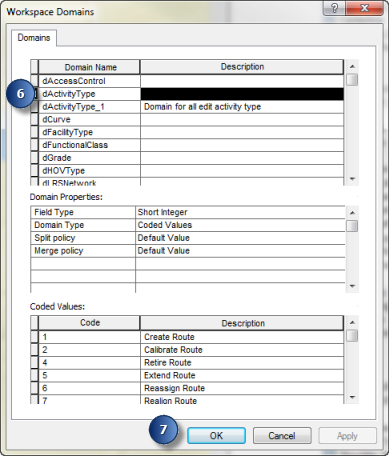 Workspace Domains
?
x
Domains
Domain Name Description
dAccessControl
6 dActivityType
dActivityType_1 Domain for all edit activity type
dCurve
dFacilityType
dFunctionalClass
dGrade
dHOVType
dLRSNetwork
Domain Properties:
Field Type Short Integer
Domain Type Coded Values
Split policy Default Value
Merge policy Default Value
Coded Values:
Code Description
1 Create Route
2 Calibrate Route
4 Retire Route
5 Extend Route
6 Reassign Route
7 Realign Route
7 OK Cancel Apply